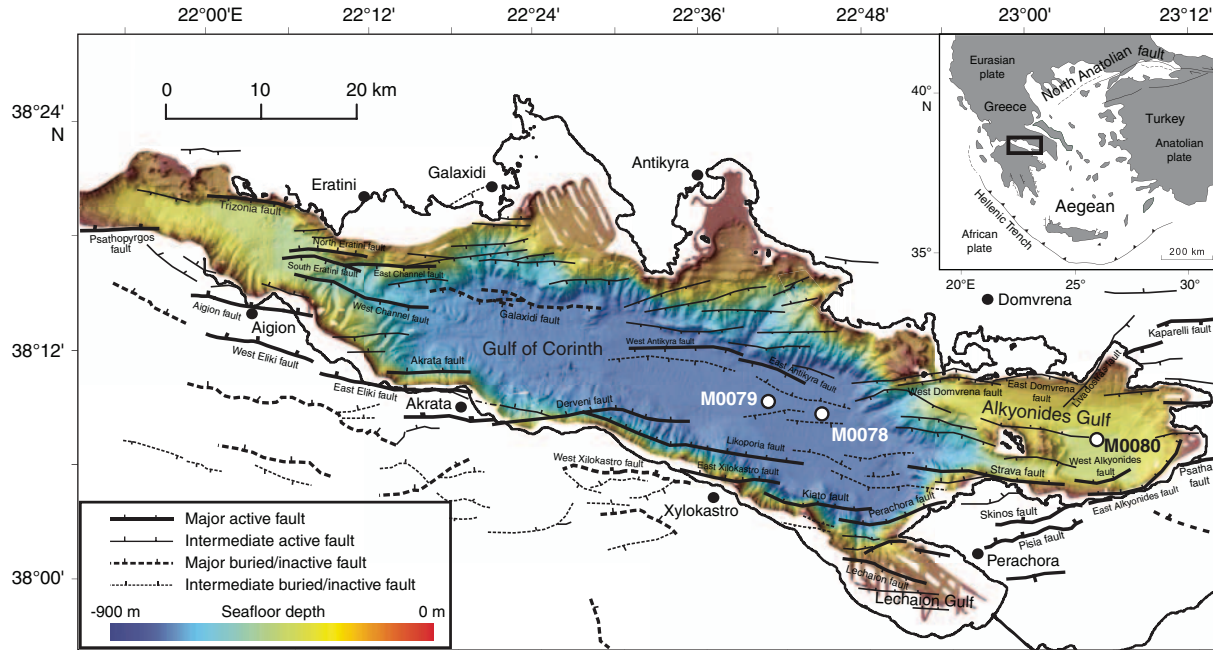 22°00'E
22°12'
22°24'
22°36'
22°48'
23°00'
23°12'
38°24'
N
38°12'
38°00'
0
10
20 km
Eratini
Galaxidi
Antikyra
Trizonia fault
Psathopyrgos
fault
North Eratini fault
South Eratini fault
East Channel fault
West Channel fault
Galaxidi fault
Aigion fault
Aigion
West Eliki fault
East Eliki fault
Akrata fault
Akrata
Gulf of Corinth
West Antikyra fault
East Antikyra fault
Derveni fault
Likoporia fault
West Xilokastro fault
East Xilokastro fault
Xylokastro
Kiato fault
Perachora fault
M0079
M0078
M0080
Domvrena
Kaparelli fault
Livadostras fault
West Domvrena
fault
East Domvrena
fault
Alkyonides Gulf
West Alkyonides
fault
Strava fault
Psatha
fault
East Alkyonides fault
Skinos fault
Pisia fault
Perachora
Lechaion fault
Lechaion Gulf
Major active fault
Intermediate active fault
Major buried/inactive fault
Intermediate buried/inactive fault
-900 m
Seafloor depth
0 m
Eurasian
plate
North Anatolian fault
40°
N
Greece
Turkey
Anatolian
plate
Aegean
Hellenic Trench
African
plate
35°
200 km
20°E
25°
30°